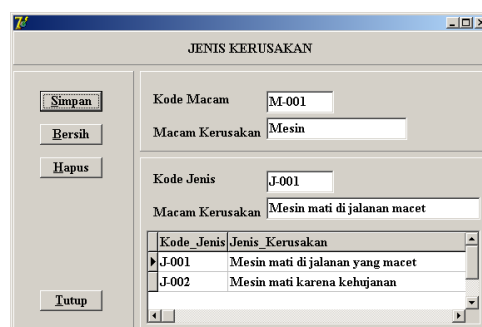 JENIS KERUSAKAN
Simpan
Bersih
Hapus
Tutup
Kode Macam M-001
Macam Kerusakan Mesin
Kode Jenis J-001
Macam Kerusakan Mesin mati di jalanan macet
Kode_Jenis Jenis_Kerusakan
J-001 Mesin mati di jalanan yang macet
J-002 Mesin mati karena kehujanan